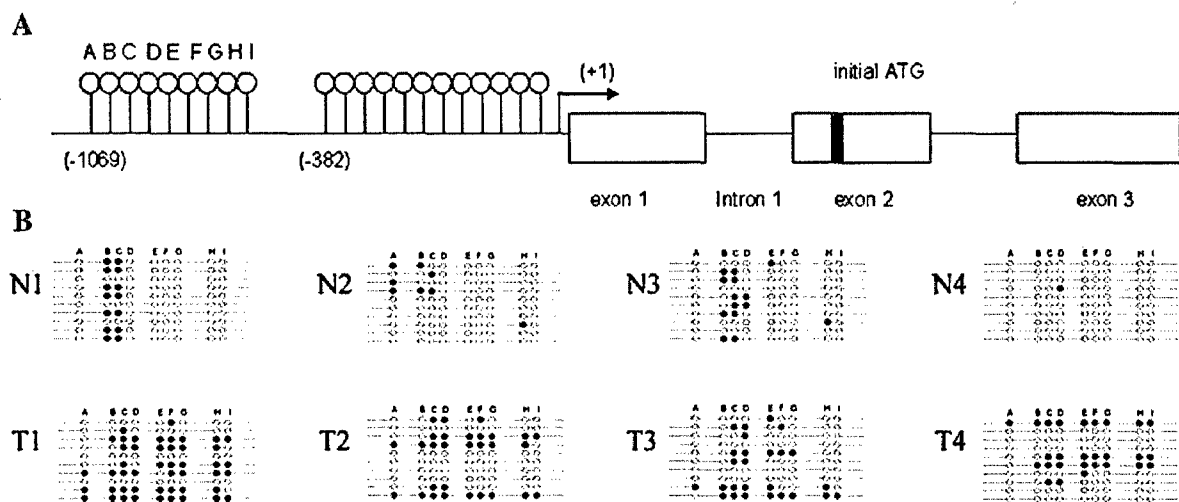 A
A B C D E F G H I
(+1)
initial ATG
(-1069)
(-382)
exon 1
Intron 1
exon 2
exon 3
B
N1
A B C D E F G H I
N2
A B C D E F G H I
N3
A B C D E F G H I
N4
A B C D E F G H I
T1
A B C D E F G H I
T2
A B C D E F G H I
T3
A B C D E F G H I
T4
A B C D E F G H I